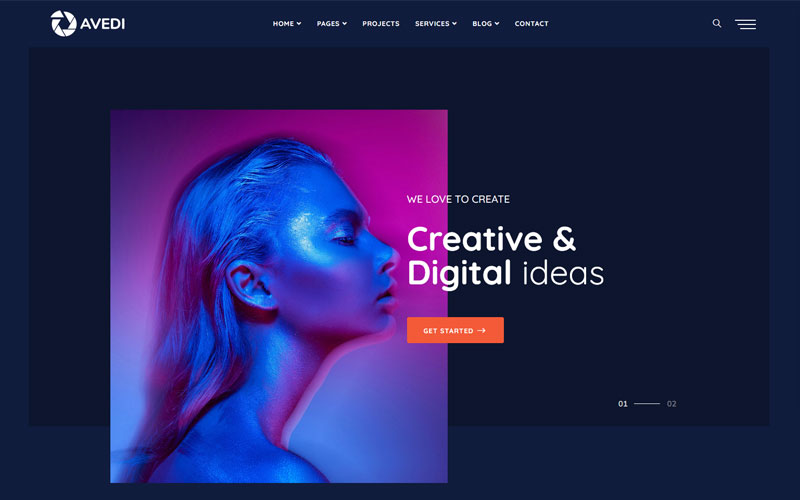 AVEDI
HOME PAGES PROJECTS SERVICES BLOG CONTACT
WE LOVE TO CREATE
Creative &
Digital ideas
GET STARTED →
01 02